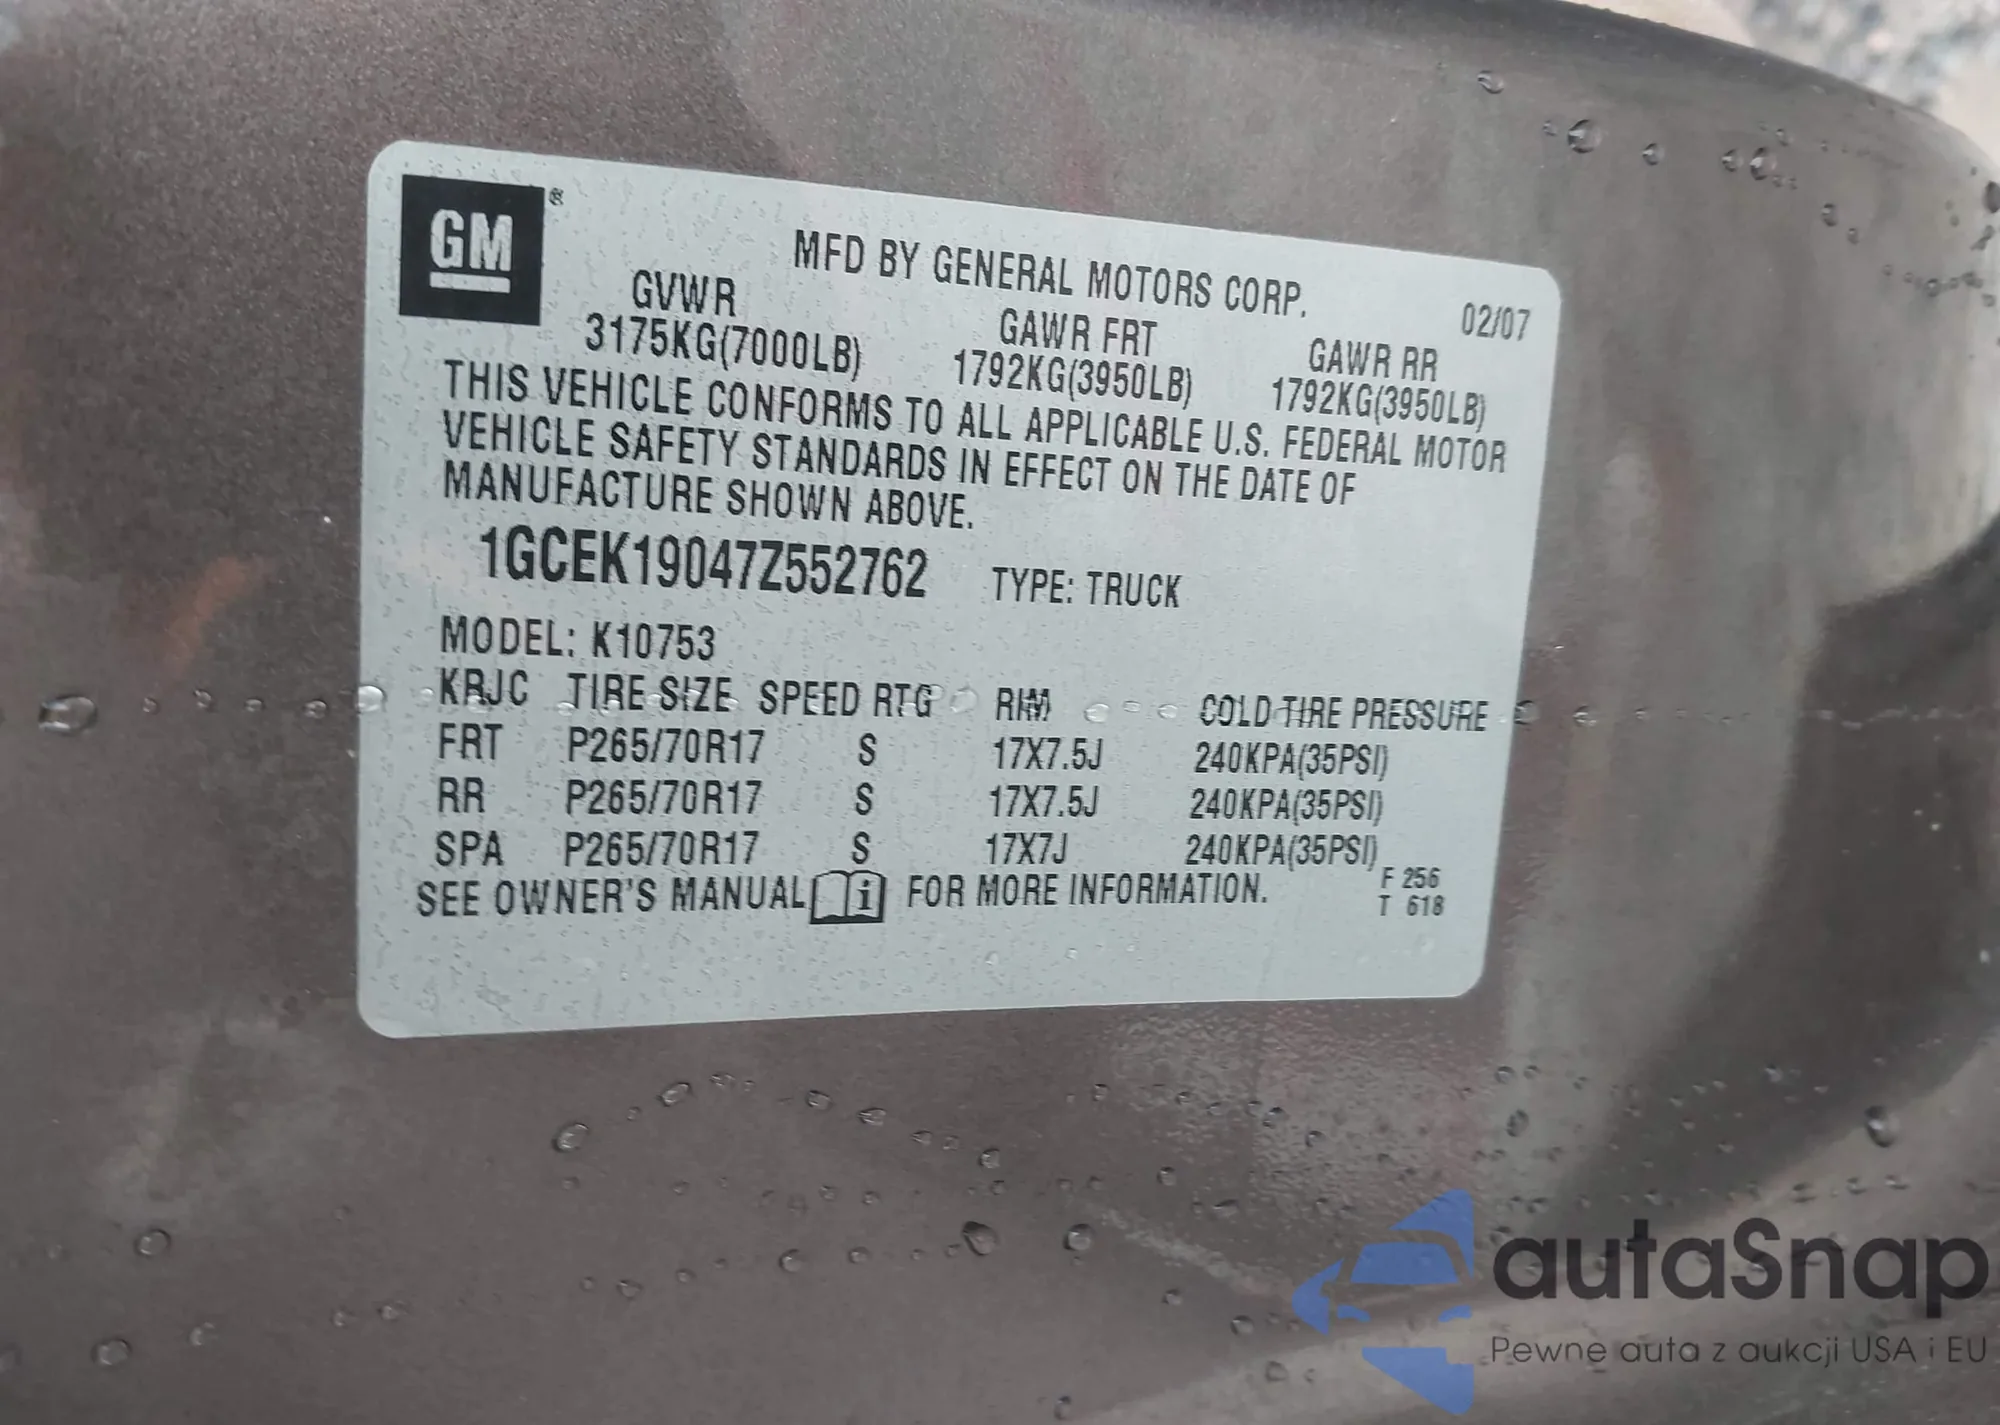 GM®
MFD BY GENERAL MOTORS CORP. 02/07
GVWR GAWR FRT GAWR RR
3175KG(7000LB) 1792KG(3950LB) 1792KG(3950LB)
THIS VEHICLE CONFORMS TO ALL APPLICABLE U.S. FEDERAL MOTOR
VEHICLE SAFETY STANDARDS IN EFFECT ON THE DATE OF
MANUFACTURE SHOWN ABOVE.
1GCEK19047Z552762 TYPE: TRUCK
MODEL: K10753
KRJC TIRE SIZE SPEED RTG RIM COLD TIRE PRESSURE
FRT P265/70R17 S 17X7.5J 240KPA(35PSI)
RR P265/70R17 S 17X7.5J 240KPA(35PSI)
SPA P265/70R17 S 17X7J 240KPA(35PSI)
SEE OWNER'S MANUAL i FOR MORE INFORMATION.
F 256
T 618
autaSnap
Pewne auta z aukcji USA i EU